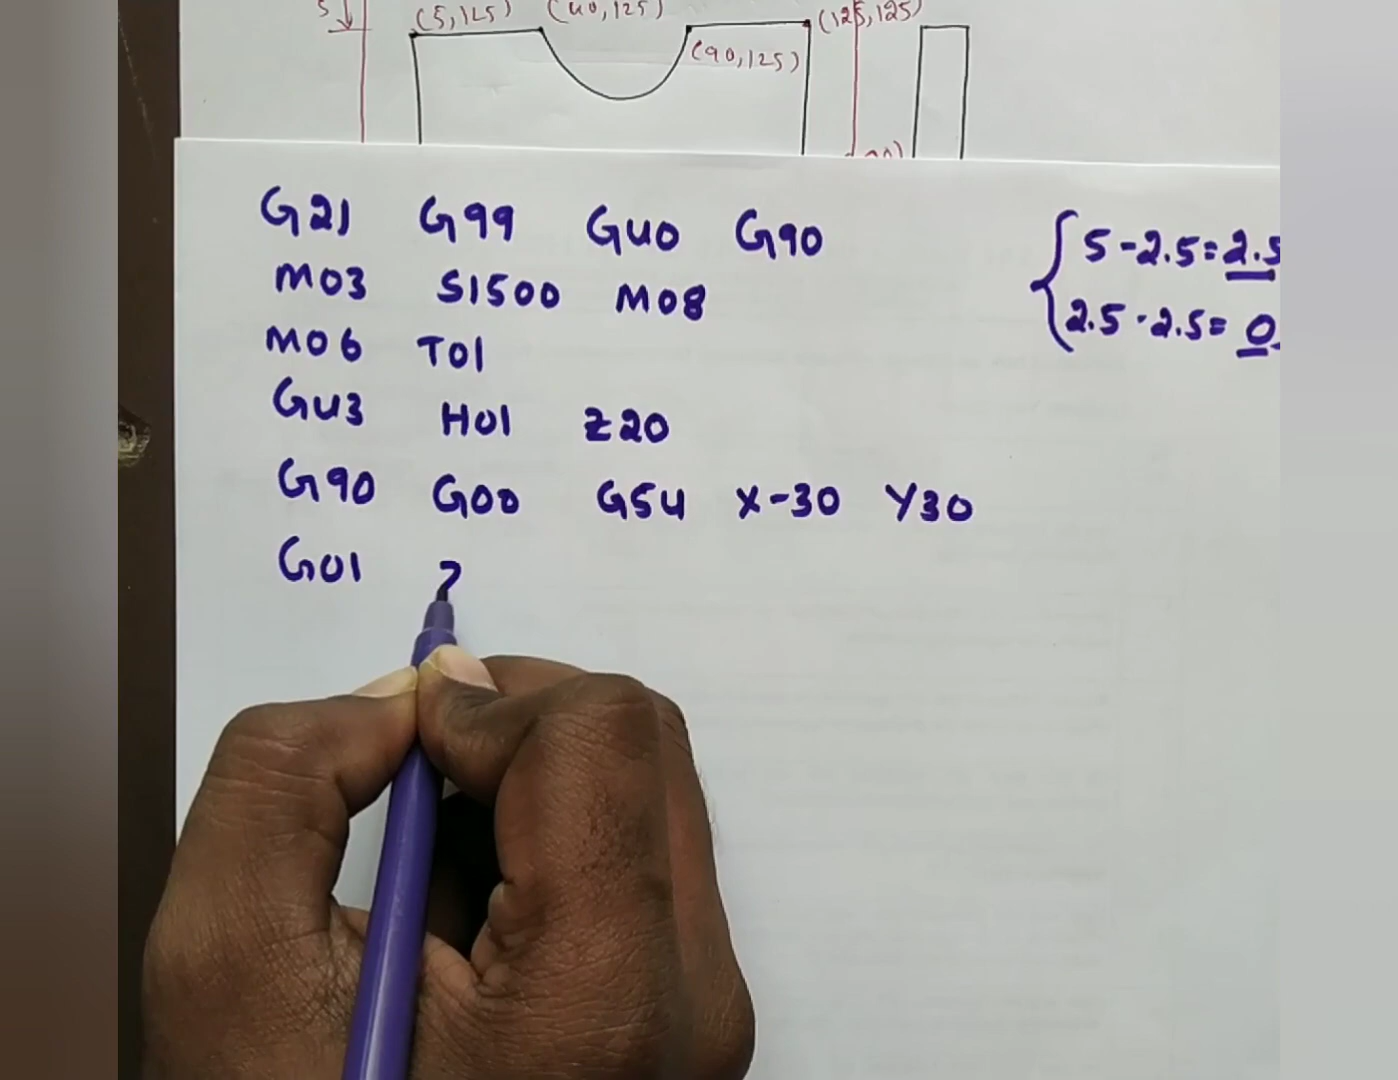 5
(5,125) (40,125) (125,125)
(90,125)
G21 G99 G40 G90
M03 S1500 M08
M06 T01
G43 H01 Z20
G90 G00 G54 X-30 Y30
G01
5-2.5=2.5
2.5-2.5=0